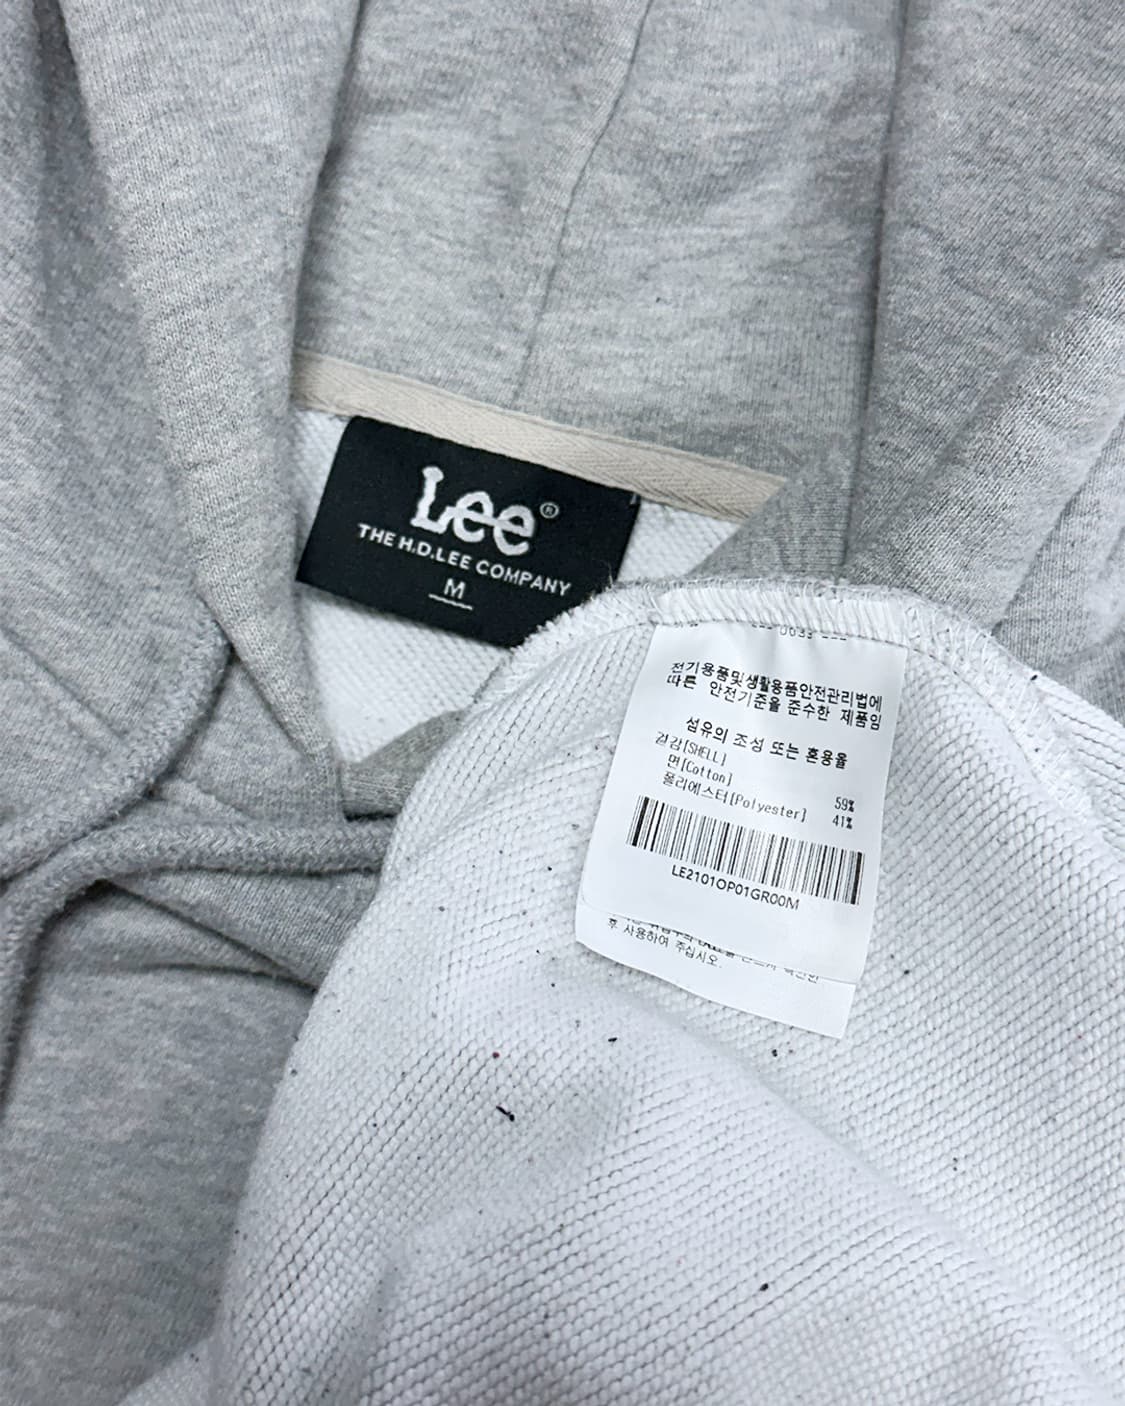 Lee®
THE H.D.LEE COMPANY
M
전기용품및생활용품안전관리법에
따른 안전기준을 준수한 제품임
섬유의 조성 또는 혼용율
겉감[SHELL]
면[Cotton] 59%
폴리에스터[Polyester] 41%
LE2101OP01GR00M
후 사용하여 주십시오.